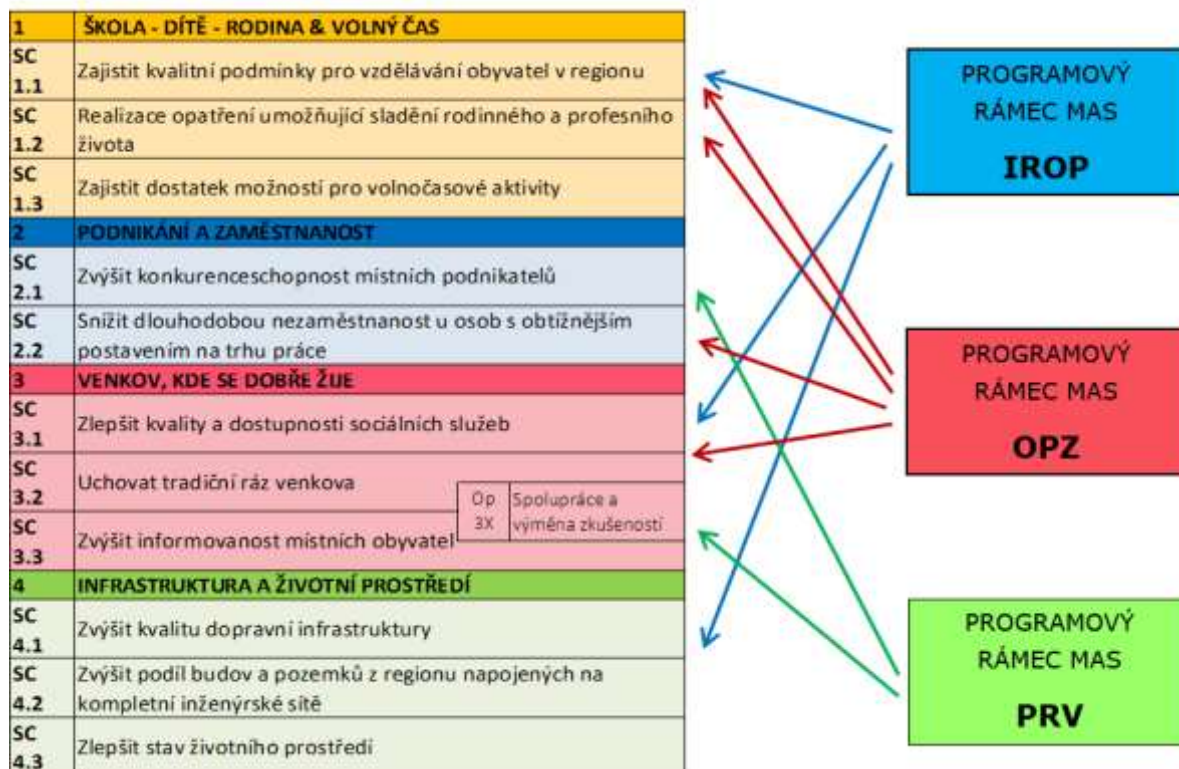 1 ŠKOLA - DÍTĚ - RODINA & VOLNÝ ČAS
SC
1.1
Zajistit kvalitní podmínky pro vzdělávání obyvatel v regionu
SC
1.2
Realizace opatření umožňující sladění rodinného a profesního
života
SC
1.3
Zajistit dostatek možností pro volnočasové aktivity
2 PODNIKÁNÍ A ZAMĚSTNANOST
SC
2.1
Zvýšit konkurenceschopnost místních podnikatelů
SC
2.2
Snížit dlouhodobou nezaměstnanost u osob s obtížnějším
postavením na trhu práce
3 VENKOV, KDE SE DOBŘE ŽIJE
SC
3.1
Zlepšit kvality a dostupnosti sociálních služeb
SC
3.2
Uchovat tradiční ráz venkova
Op
3X
Spolupráce a
výměna zkušeností
SC
3.3
Zvýšit informovanost místních obyvatel
4 INFRASTRUKTURA A ŽIVOTNÍ PROSTŘEDÍ
SC
4.1
Zvýšit kvalitu dopravní infrastruktury
SC
4.2
Zvýšit podíl budov a pozemků z regionu napojených na
kompletní inženýrské sítě
SC
4.3
Zlepšit stav životního prostředí
PROGRAMOVÝ
RÁMEC MAS
IROP
PROGRAMOVÝ
RÁMEC MAS
OPZ
PROGRAMOVÝ
RÁMEC MAS
PRV